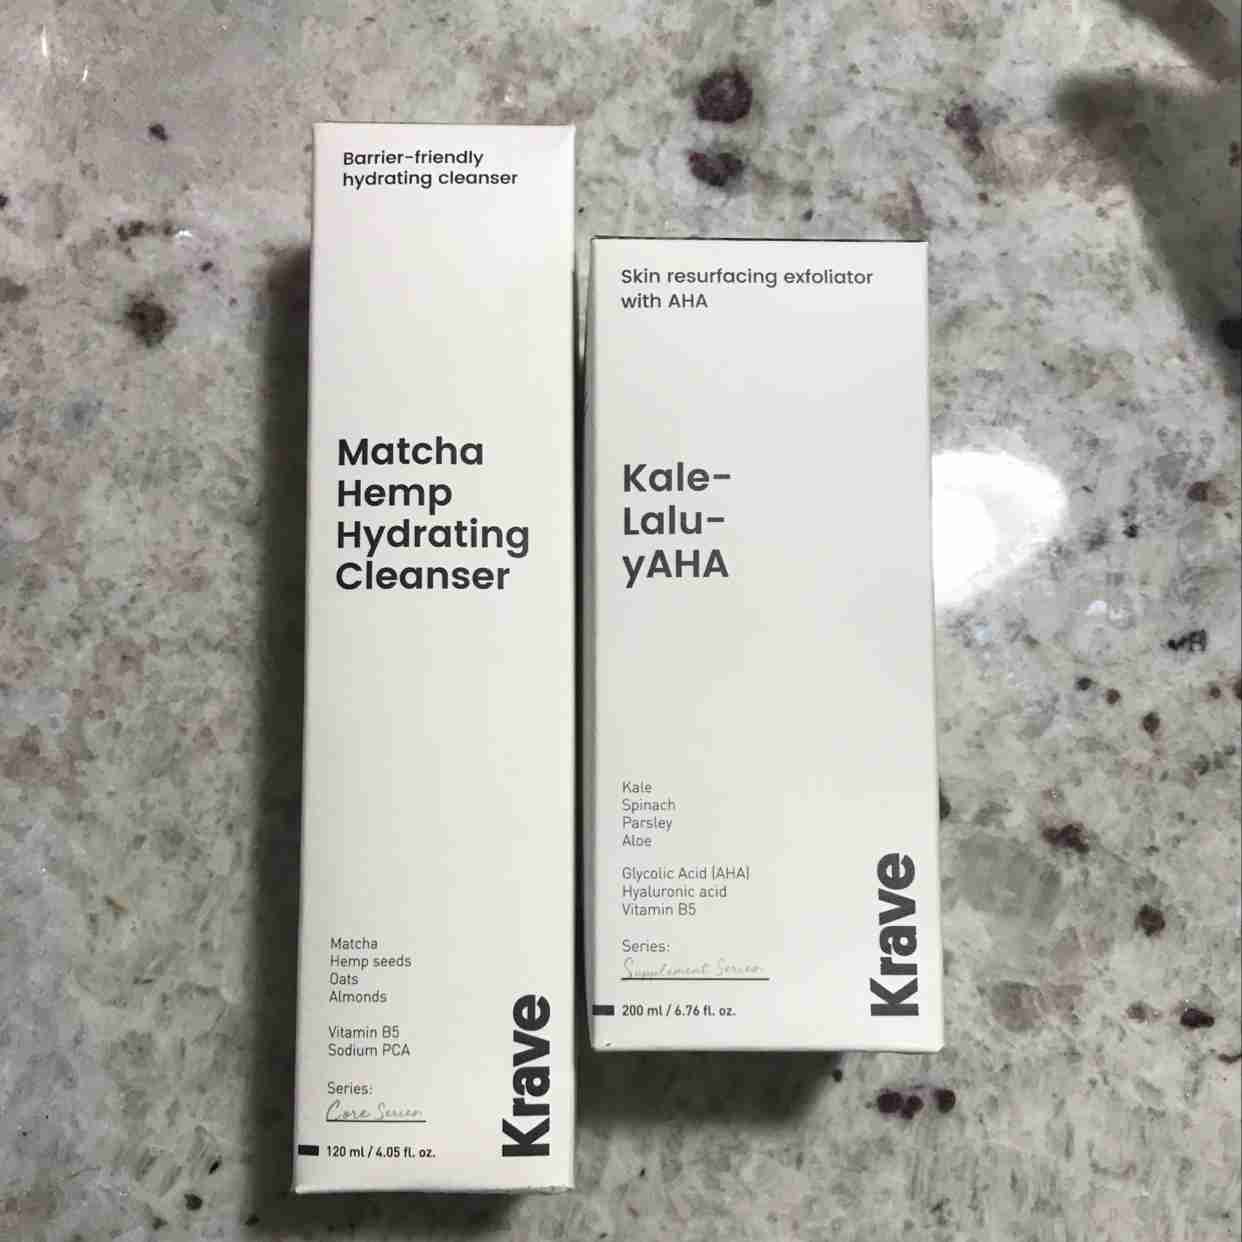 Barrier-friendly
hydrating cleanser
Matcha
Hemp
Hydrating
Cleanser
Matcha
Hemp seeds
Oats
Almonds
Vitamin B5
Sodium PCA
Series:
Core Series
120 ml / 4.05 fl. oz.
Krave
Skin resurfacing exfoliator
with AHA
Kale-
Lalu-
yAHA
Kale
Spinach
Parsley
Aloe
Glycolic Acid (AHA)
Hyaluronic acid
Vitamin B5
Series:
Supplement Series
200 ml / 6.76 fl. oz.
Krave